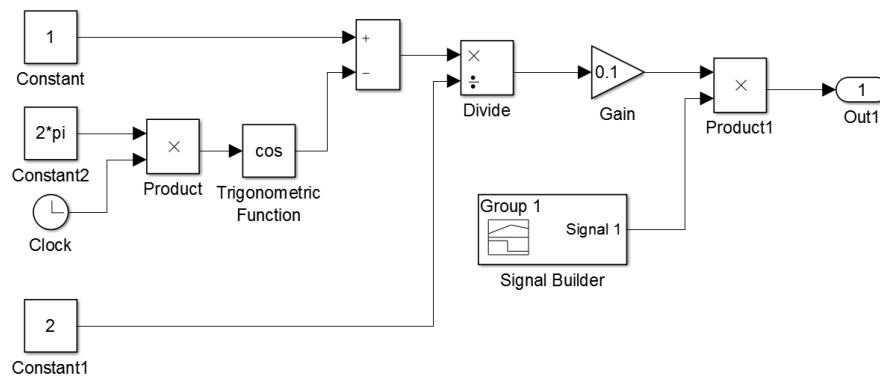 1
Constant
+
−
×
÷
Divide
0.1
Gain
×
Product1
1
Out1
2*pi
Constant2
×
Product
cos
Trigonometric
Function
Clock
Group 1
Signal 1
Signal Builder
2
Constant1